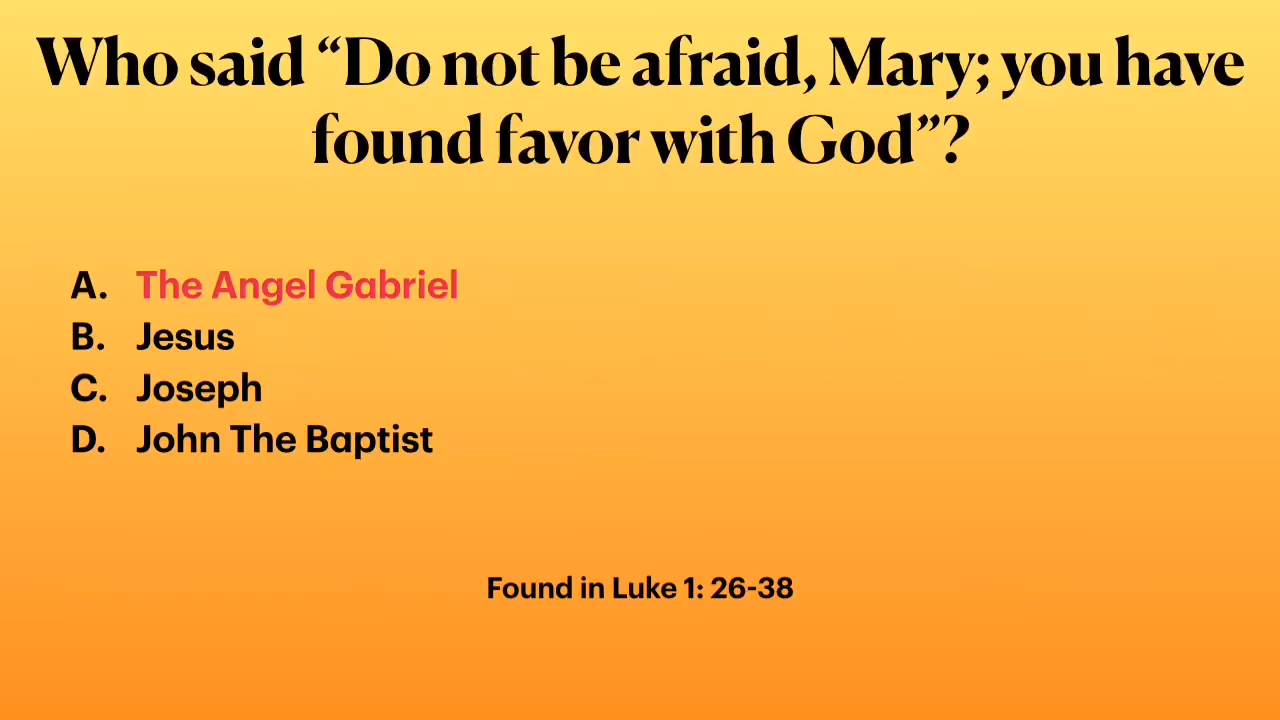 Who said “Do not be afraid, Mary; you have
found favor with God”?
A. The Angel Gabriel
B. Jesus
C. Joseph
D. John The Baptist
Found in Luke 1: 26-38